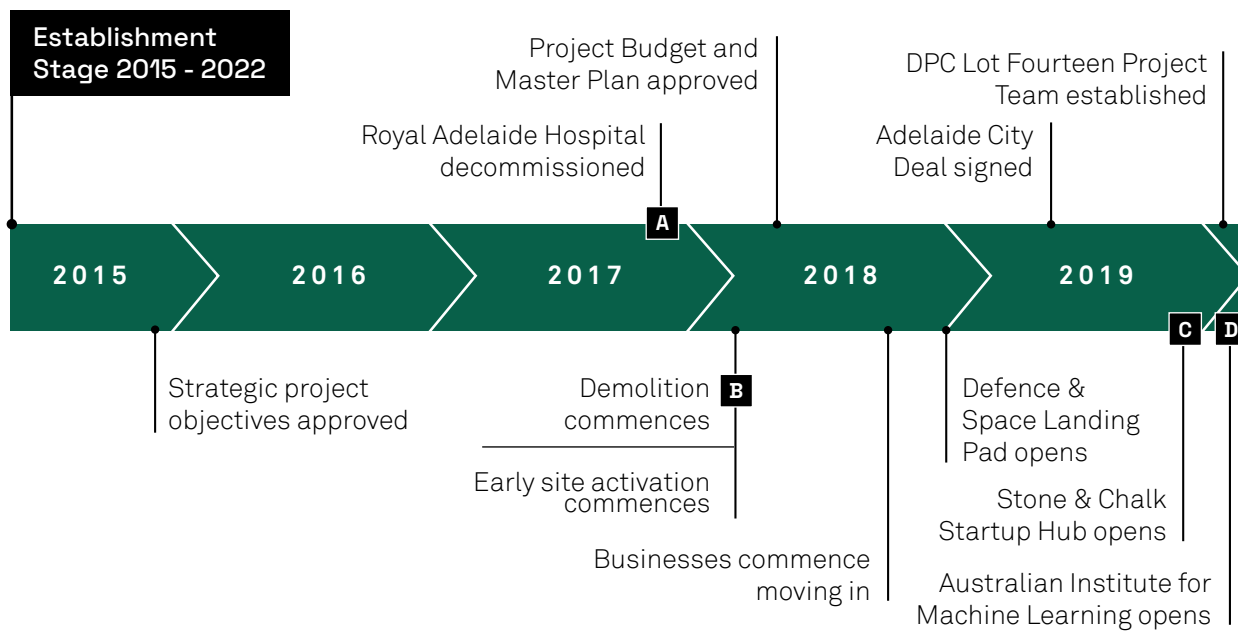 Establishment
Stage 2015 - 2022
Project Budget and
Master Plan approved
DPC Lot Fourteen Project
Team established
Royal Adelaide Hospital
decommissioned
Adelaide City
Deal signed
A
2015
2016
2017
2018
2019
C
D
Strategic project
objectives approved
Demolition
commences
B
Defence &
Space Landing
Pad opens
Early site activation
commences
Stone & Chalk
Startup Hub opens
Businesses commence
moving in
Australian Institute for
Machine Learning opens